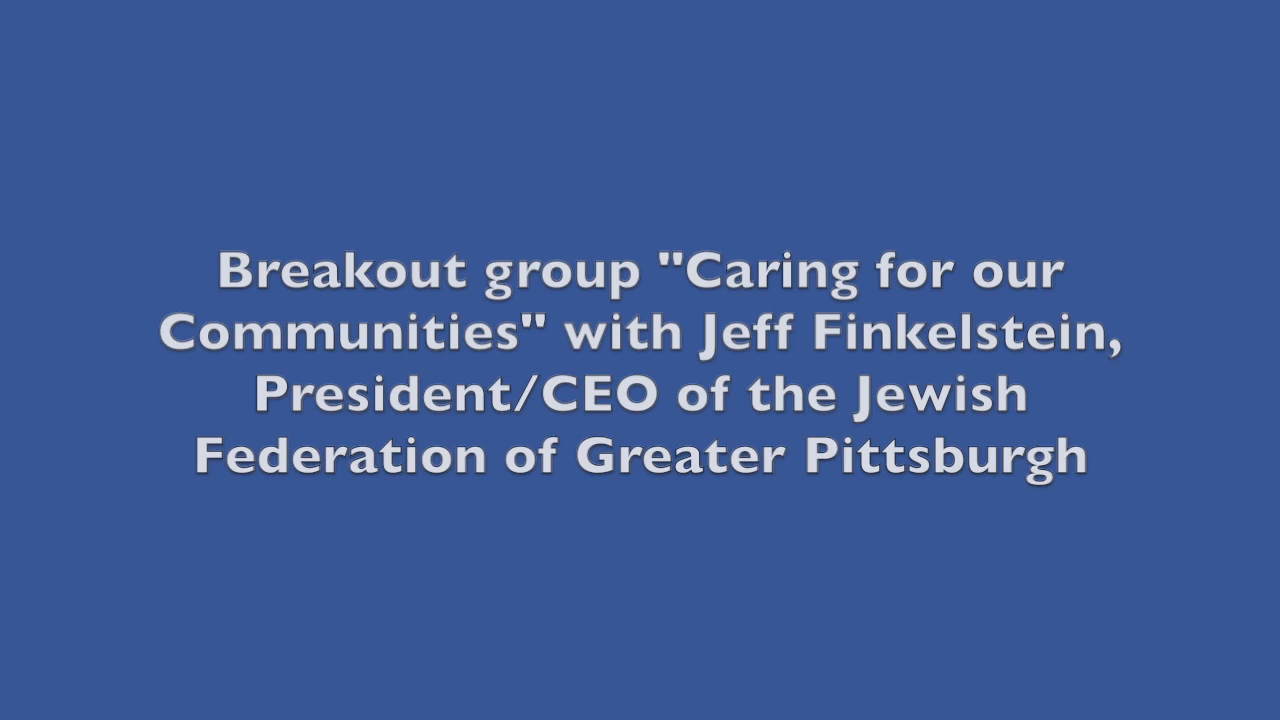 Breakout group "Caring for our
Communities" with Jeff Finkelstein,
President/CEO of the Jewish
Federation of Greater Pittsburgh